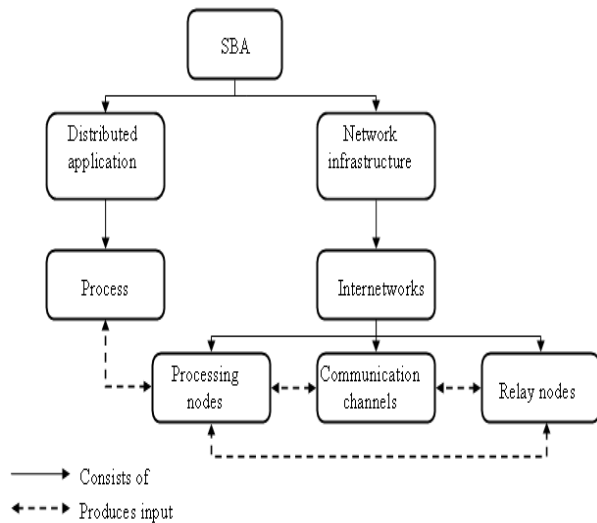 SBA
Distributed
application
Network
infrastructure
Process
Internetworks
Processing
nodes
Communication
channels
Relay nodes
Consists of
Produces input